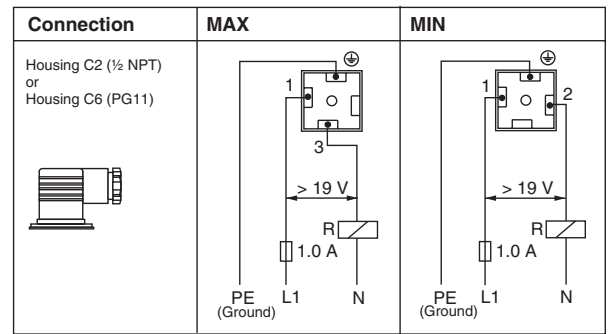 Connection
MAX
MIN
Housing C2 (½ NPT)
or
Housing C6 (PG11)
1
3
> 19 V
R
1.0 A
PE
(Ground)
L1
N
1
2
> 19 V
R
1.0 A
PE
(Ground)
L1
N